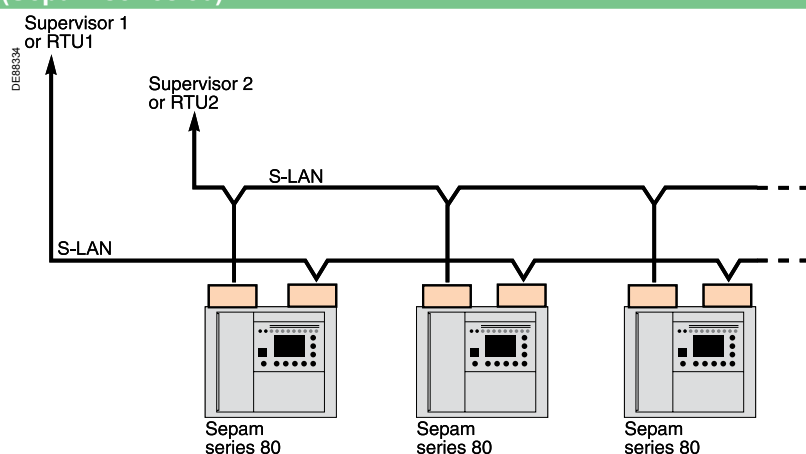 Supervisor 1
or RTU1
DE88334
Supervisor 2
or RTU2
S-LAN
S-LAN
Sepam
series 80
Sepam
series 80
Sepam
series 80